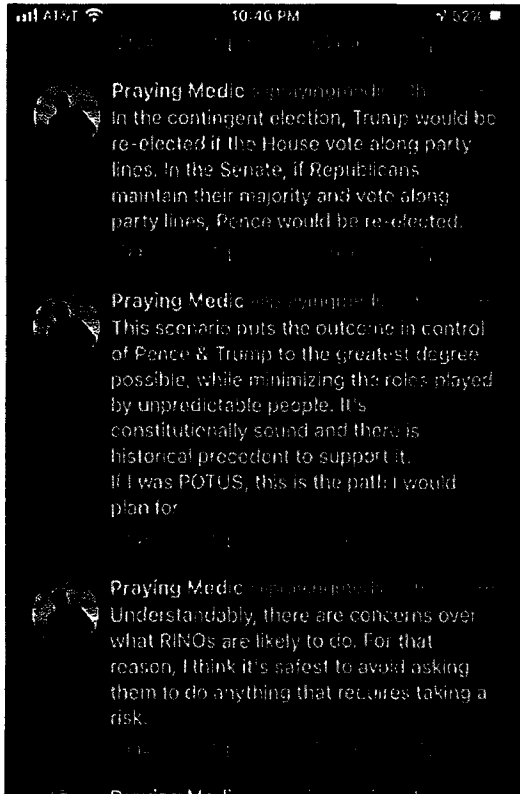 AT&T 10:46 PM 52%
Praying Medic
In the contingent election, Trump would be
re-elected if the House vote along party
lines. In the Senate, if Republicans
maintain their majority and vote along
party lines, Pence would be re-elected.
Praying Medic
This scenario puts the outcome in control
of Pence & Trump to the greatest degree
possible, while minimizing the roles played
by unpredictable people. It's
constitutionally sound and there is
historical precedent to support it.
If I was POTUS, this is the path I would
plan for
Praying Medic
Understandably, there are concerns over
what RINOs are likely to do. For that
reason, I think it's safest to avoid asking
them to do anything that requires taking a
risk.